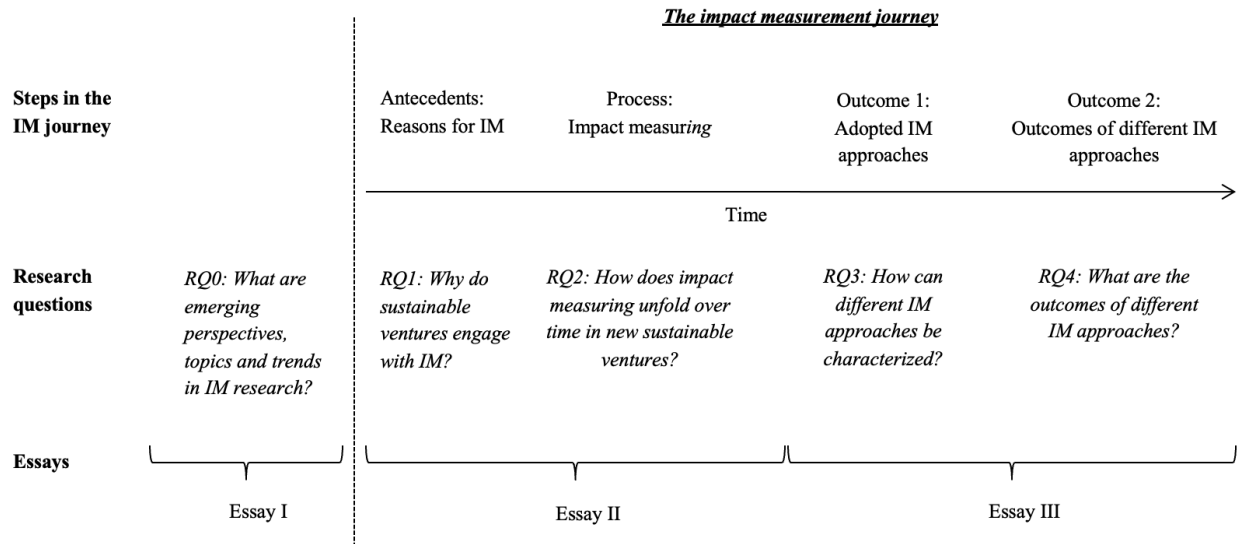 The impact measurement journey
Steps in the
IM journey
Antecedents:
Reasons for IM
Process:
Impact measuring
Outcome 1:
Adopted IM
approaches
Outcome 2:
Outcomes of different IM
approaches
Time
Research
questions
RQ0: What are
emerging
perspectives,
topics and trends
in IM research?
RQ1: Why do
sustainable
ventures engage
with IM?
RQ2: How does impact
measuring unfold over
time in new sustainable
ventures?
RQ3: How can
different IM
approaches be
characterized?
RQ4: What are the
outcomes of different
IM approaches?
Essays
Essay I
Essay II
Essay III